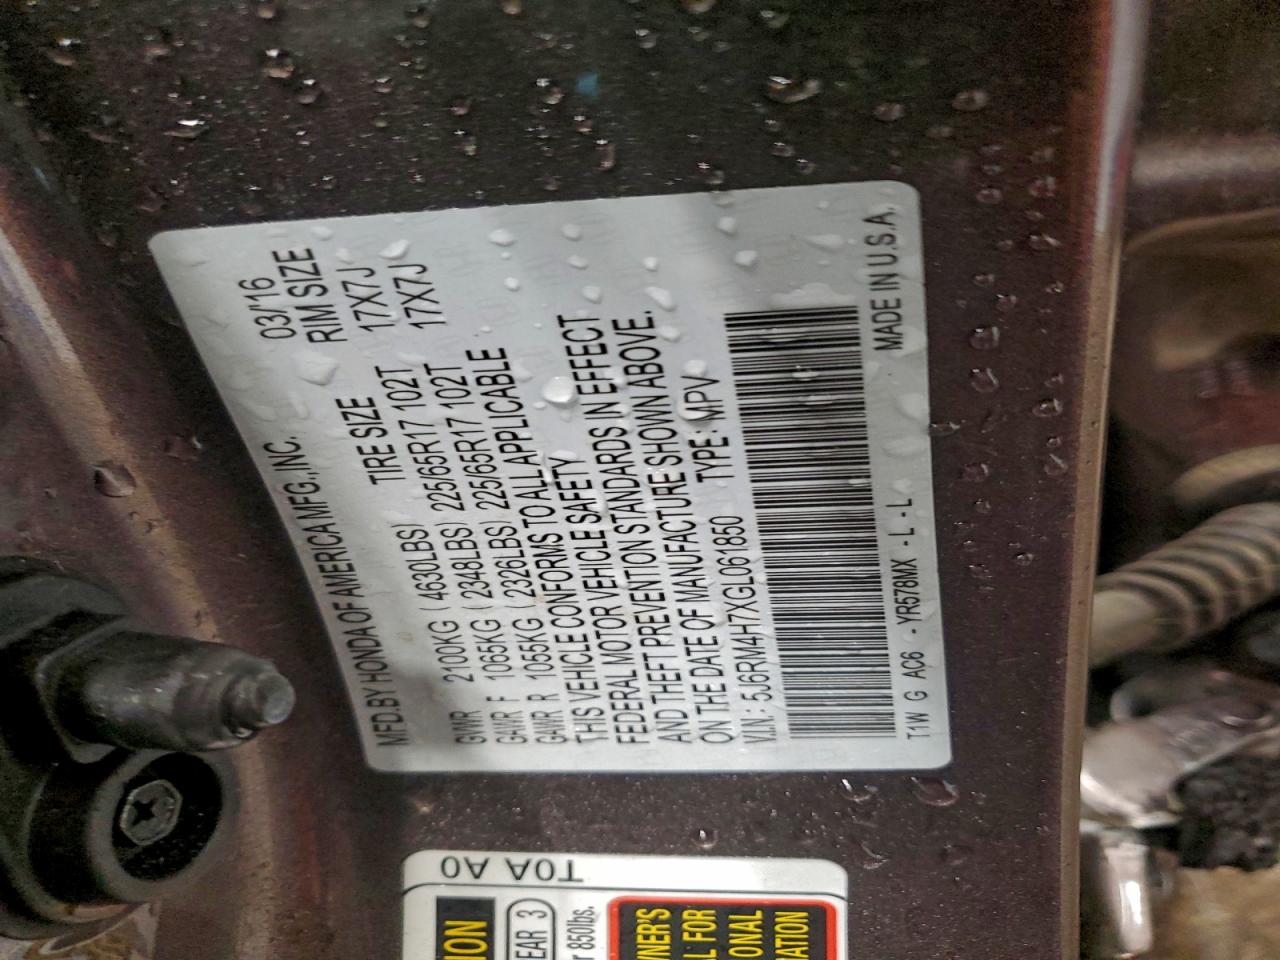 MFD.BY HONDA OF AMERICA MFG.,INC. 03/16
TIRE SIZE RIM SIZE
GVWR 2100KG ( 4630LBS)
GAWR F 1065KG ( 2348LBS) 225/65R17 102T 17X7J
GAWR R 1055KG ( 2326LBS) 225/65R17 102T 17X7J
THIS VEHICLE CONFORMS TO ALL APPLICABLE
FEDERAL MOTOR VEHICLE SAFETY
AND THEFT PREVENTION STANDARDS IN EFFECT
ON THE DATE OF MANUFACTURE SHOWN ABOVE.
V.I.N.: 5J6RM4H7XGL061850 TYPE: MPV
T1W G AC6 -YR578MX -L-L MADE IN U.S.A.
T0A A0
EAR 3
850lbs.